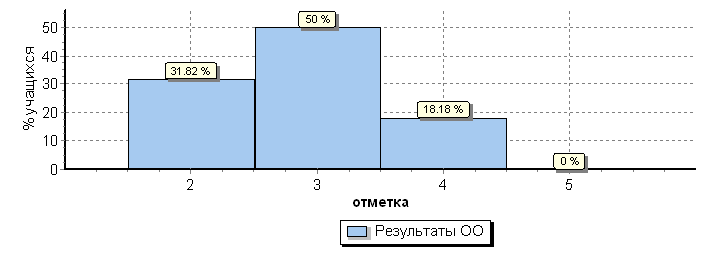 % учащихся
50
40
30
20
10
0
31.82 %
50 %
18.18 %
0 %
2 3 4 5
отметка
Результаты ОО